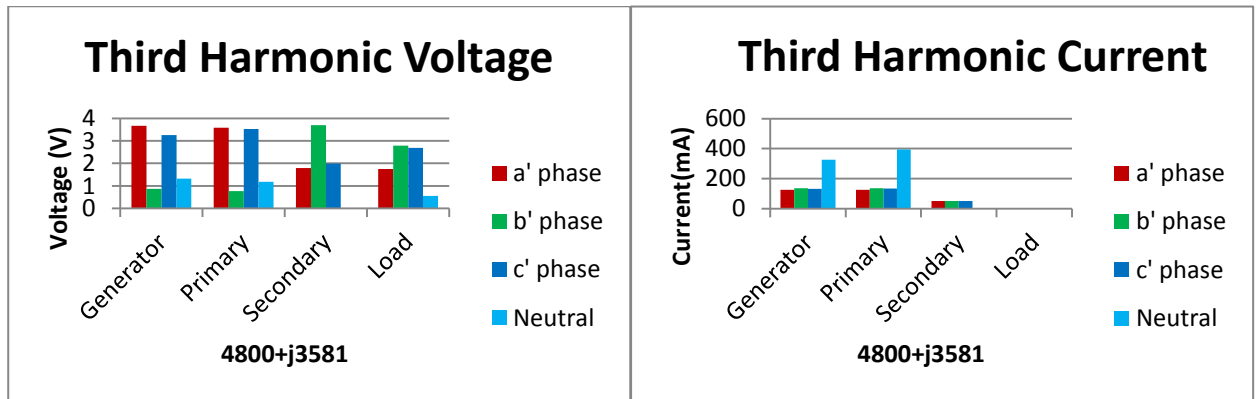 Third Harmonic Voltage
Voltage (V)
4
3
2
1
0
Generator
Primary
Secondary
Load
4800+j3581
a' phase
b' phase
c' phase
Neutral
Third Harmonic Current
Current(mA)
600
400
200
0
Generator
Primary
Secondary
Load
4800+j3581
a' phase
b' phase
c' phase
Neutral